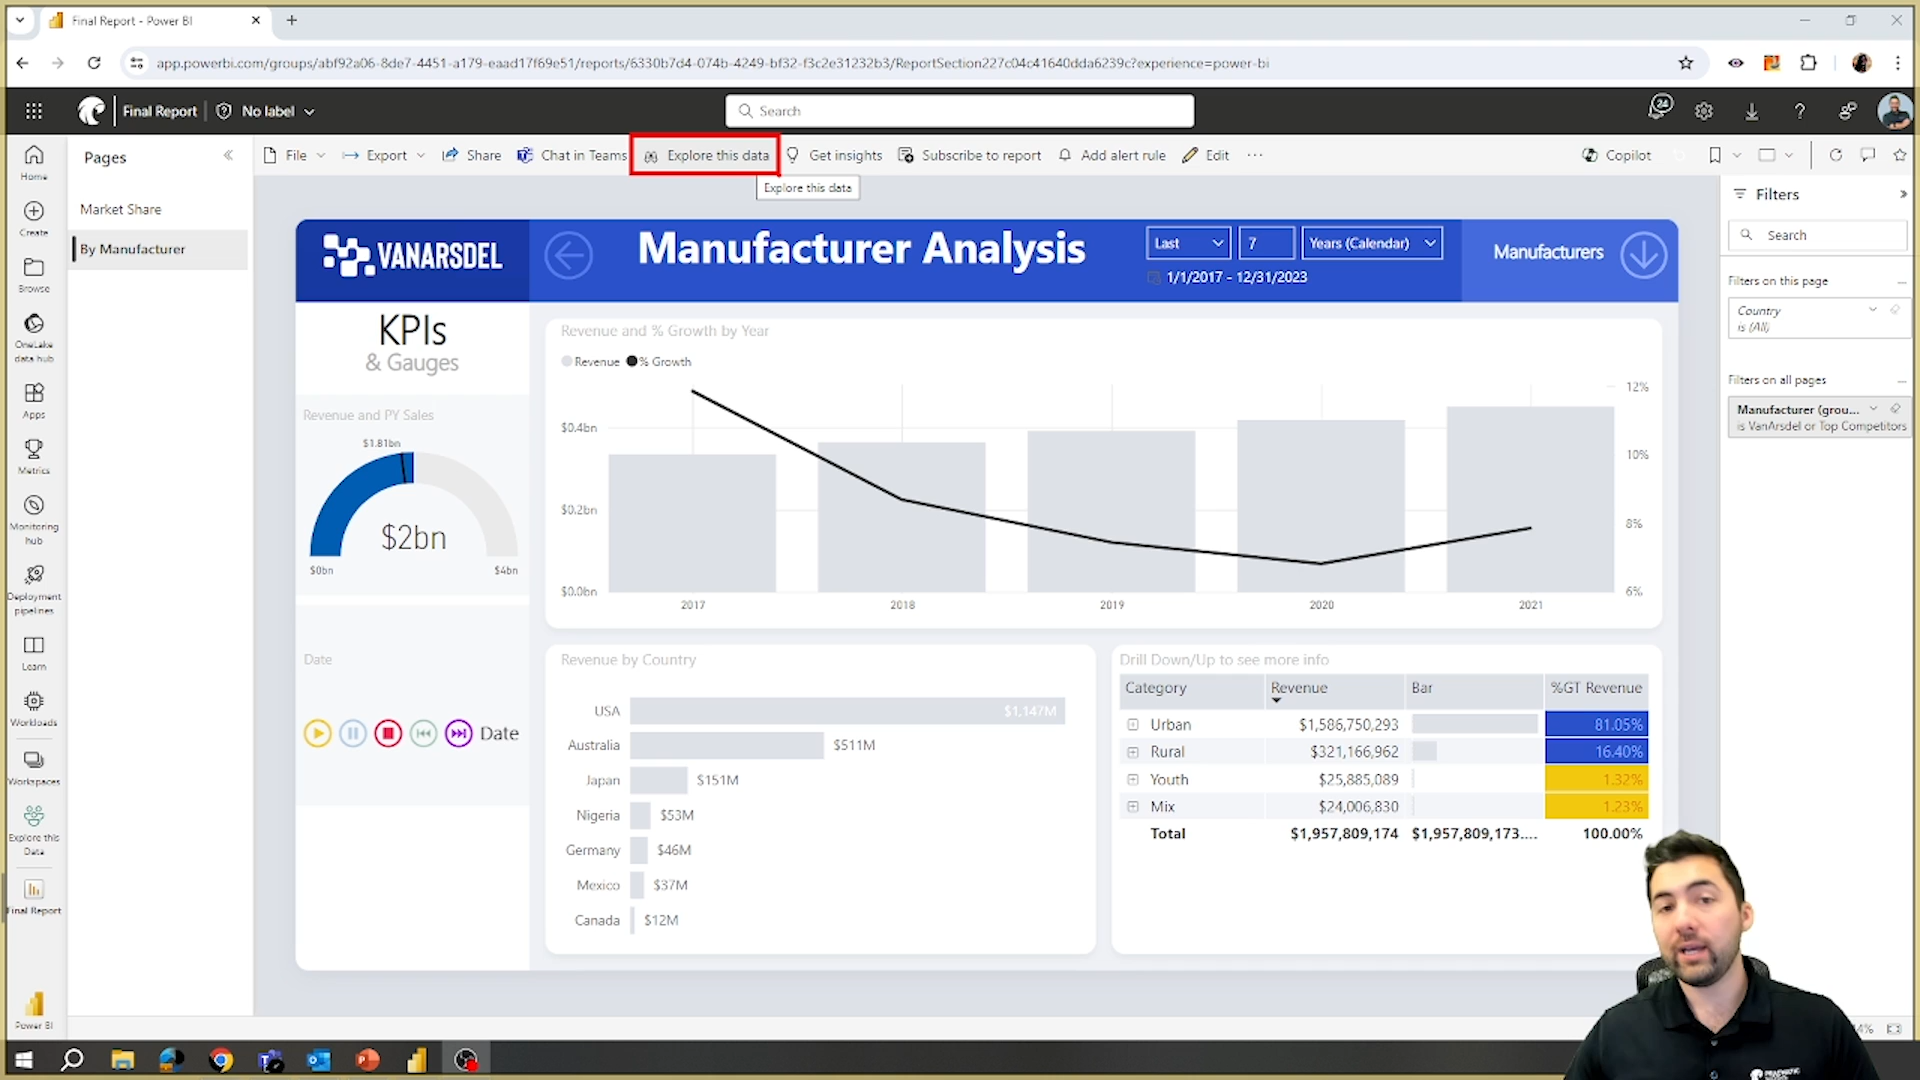 Final Report - Power BI
app.powerbi.com/groups/abf92a06-8de7-4451-a179-eaad17f69e51/reports/6330b7d4-074b-4249-bf32-f3c2e31232b3/ReportSection227c04c41640dda6239c?experience=power-bi
Final Report
No label
Search
24
Home
Create
Browse
OneLake
data hub
Apps
Metrics
Monitoring
hub
Deployment
pipelines
Learn
Workloads
Workspaces
Explore this
Data
Final Report
Power BI
Pages
Market Share
By Manufacturer
File
Export
Share
Chat in Teams
Explore this data
Get insights
Subscribe to report
Add alert rule
Edit
Copilot
Explore this data
VANARSDEL
Manufacturer Analysis
Last
7
Years (Calendar)
1/1/2017 - 12/31/2023
Manufacturers
KPIs
& Gauges
Revenue and PY Sales
$1.81bn
$2bn
$0bn
$4bn
Date
Date
Revenue and % Growth by Year
Revenue
% Growth
$0.4bn
$0.2bn
$0.0bn
12%
10%
8%
6%
2017
2018
2019
2020
2021
Revenue by Country
USA $1,147M
Australia $511M
Japan $151M
Nigeria $53M
Germany $46M
Mexico $37M
Canada $12M
Drill Down/Up to see more info
Category Revenue Bar %GT Revenue
Urban $1,586,750,293 81.05%
Rural $321,166,962 16.40%
Youth $25,885,089 1.32%
Mix $24,006,830 1.23%
Total $1,957,809,174 $1,957,809,173.... 100.00%
Filters
Search
Filters on this page
Country
is (All)
Filters on all pages
Manufacturer (grou...
is VanArsdel or Top Competitors